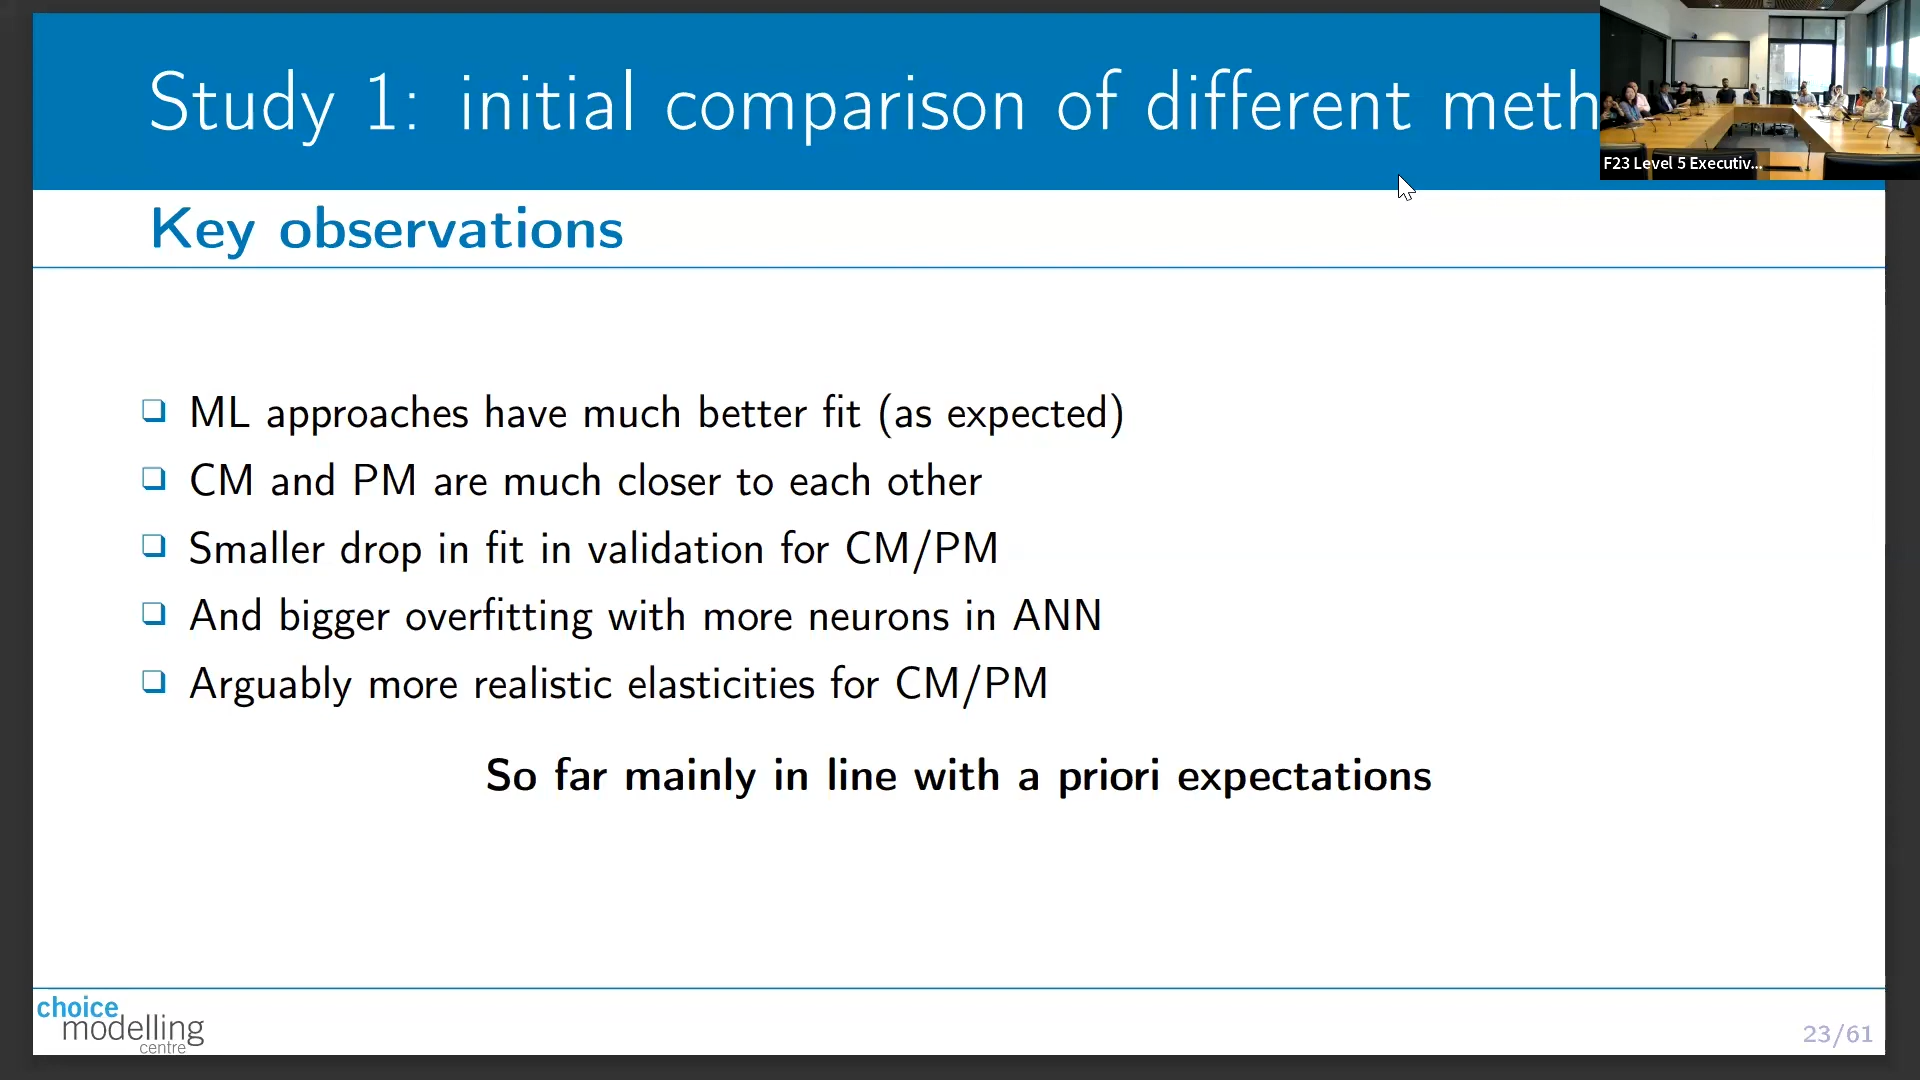 Study 1: initial comparison of different meth
F23 Level 5 Executiv...
Key observations
ML approaches have much better fit (as expected)
CM and PM are much closer to each other
Smaller drop in fit in validation for CM/PM
And bigger overfitting with more neurons in ANN
Arguably more realistic elasticities for CM/PM
So far mainly in line with a priori expectations
choice
modelling
centre
23/61